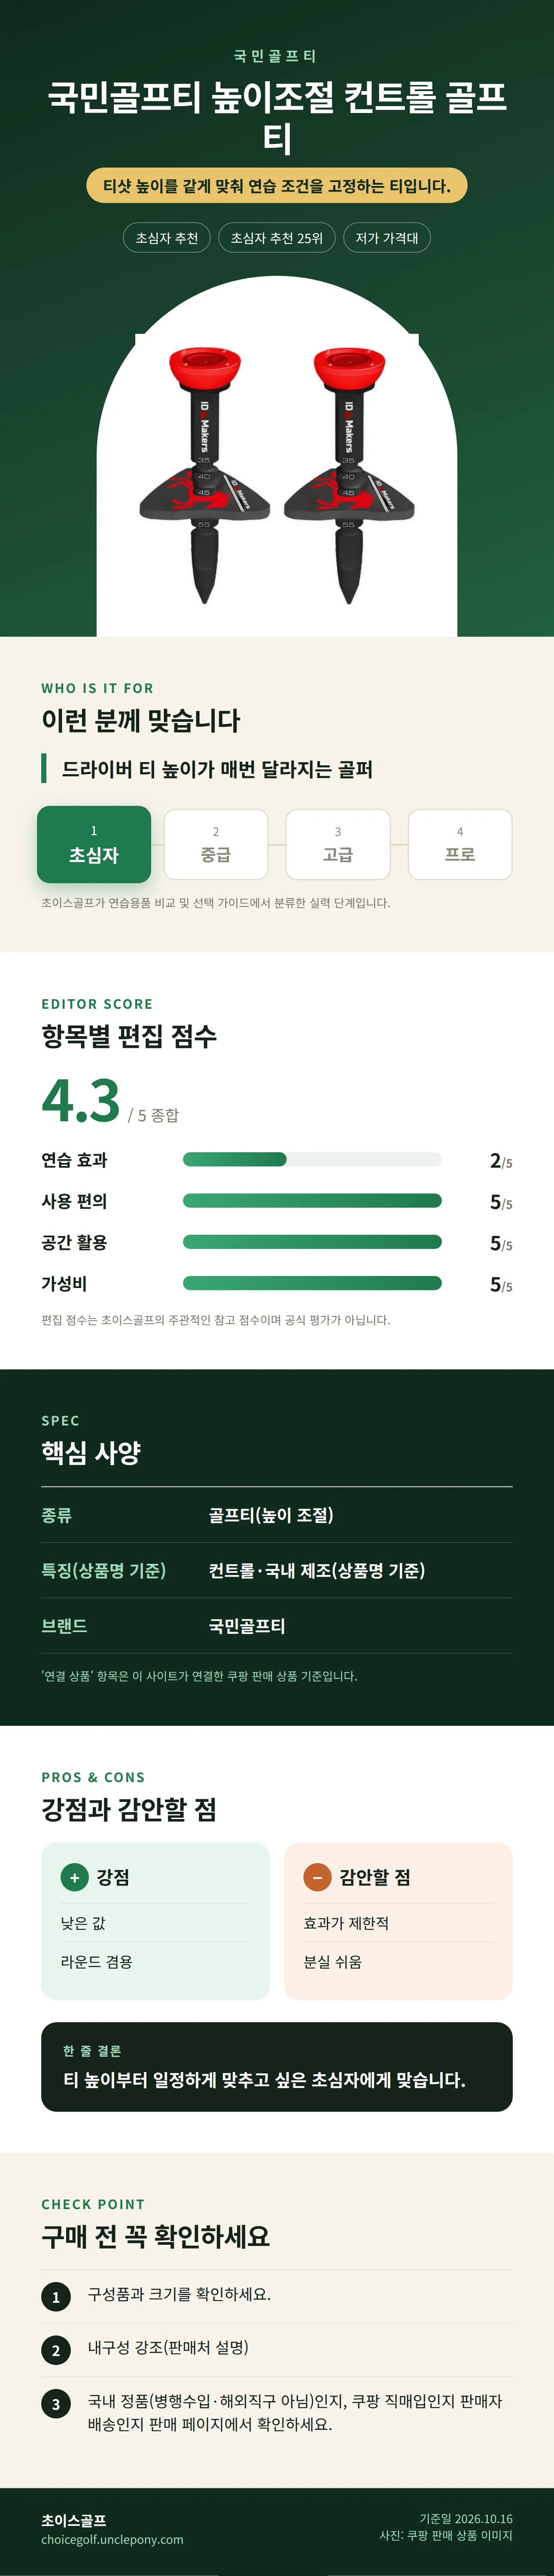 국민골프티
국민골프티 높이조절 컨트롤 골프
티
티샷 높이를 같게 맞춰 연습 조건을 고정하는 티입니다.
초심자 추천
초심자 추천 25위
저가 가격대
ID Makers
35
40
45
55
Makers
ID Makers
35
40
45
55
Makers
WHO IS IT FOR
이런 분께 맞습니다
드라이버 티 높이가 매번 달라지는 골퍼
1
초심자
2
중급
3
고급
4
프로
초이스골프가 연습용품 비교 및 선택 가이드에서 분류한 실력 단계입니다.
EDITOR SCORE
항목별 편집 점수
4.3 / 5 종합
연습 효과 2/5
사용 편의 5/5
공간 활용 5/5
가성비 5/5
편집 점수는 초이스골프의 주관적인 참고 점수이며 공식 평가가 아닙니다.
SPEC
핵심 사양
종류 골프티(높이 조절)
특징(상품명 기준) 컨트롤·국내 제조(상품명 기준)
브랜드 국민골프티
'연결 상품' 항목은 이 사이트가 연결한 쿠팡 판매 상품 기준입니다.
PROS & CONS
강점과 감안할 점
+ 강점
낮은 값
라운드 겸용
− 감안할 점
효과가 제한적
분실 쉬움
한 줄 결론
티 높이부터 일정하게 맞추고 싶은 초심자에게 맞습니다.
CHECK POINT
구매 전 꼭 확인하세요
1 구성품과 크기를 확인하세요.
2 내구성 강조(판매처 설명)
3 국내 정품(병행수입·해외직구 아님)인지, 쿠팡 직매입인지 판매자
배송인지 판매 페이지에서 확인하세요.
초이스골프
choicegolf.unclepony.com
기준일 2026.10.16
사진: 쿠팡 판매 상품 이미지